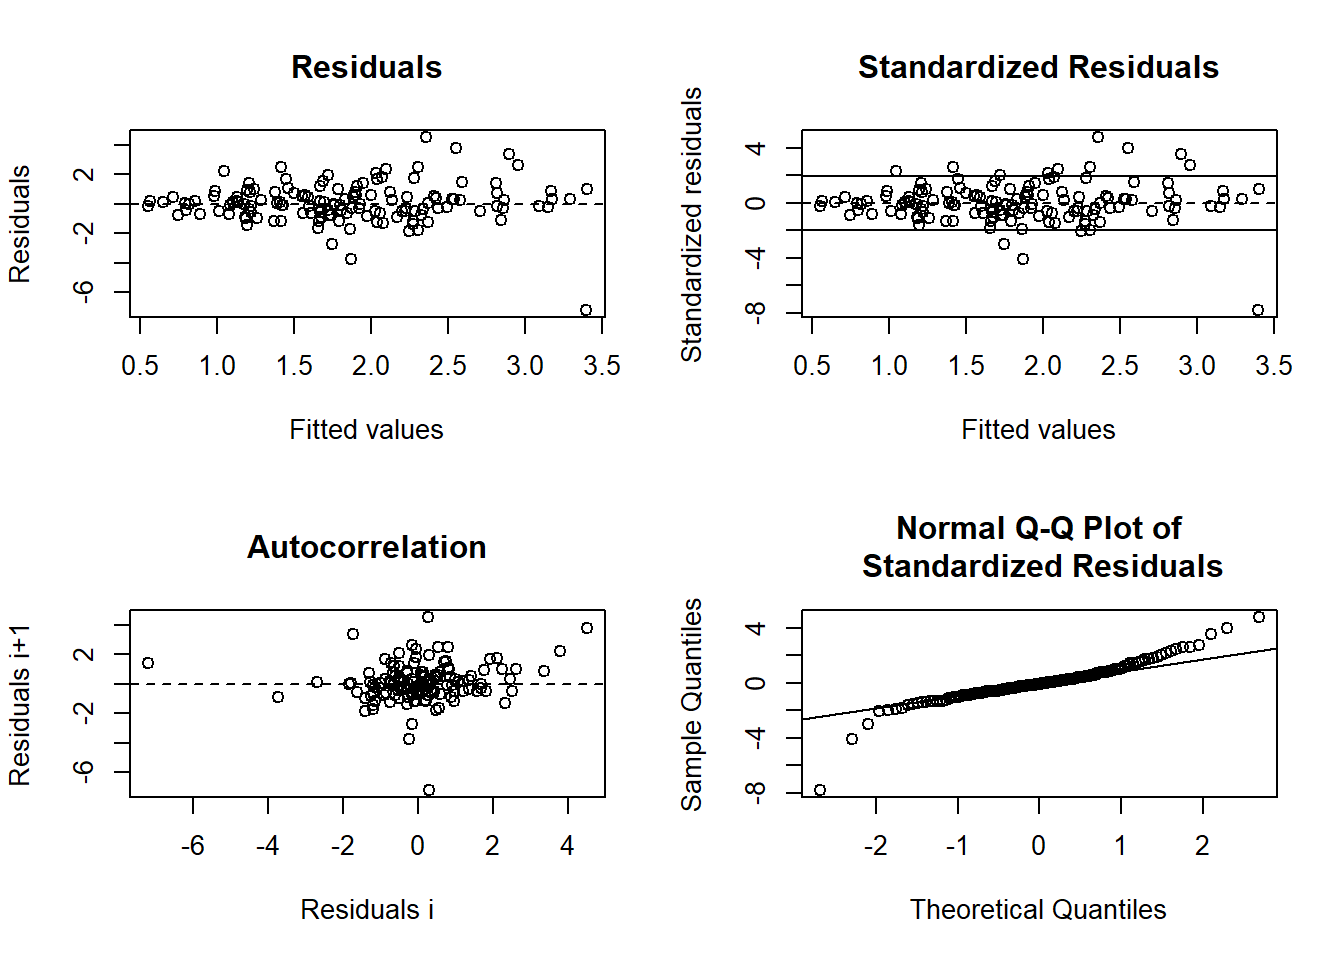 Residuals
Residuals
2
-2
-6
0.5 1.0 1.5 2.0 2.5 3.0 3.5
Fitted values
Standardized Residuals
Standardized residuals
4
0
-4
-8
0.5 1.0 1.5 2.0 2.5 3.0 3.5
Fitted values
Autocorrelation
Residuals i+1
2
-2
-6
-6 -4 -2 0 2 4
Residuals i
Normal Q-Q Plot of
Standardized Residuals
Sample Quantiles
4
0
-4
-8
-2 -1 0 1 2
Theoretical Quantiles